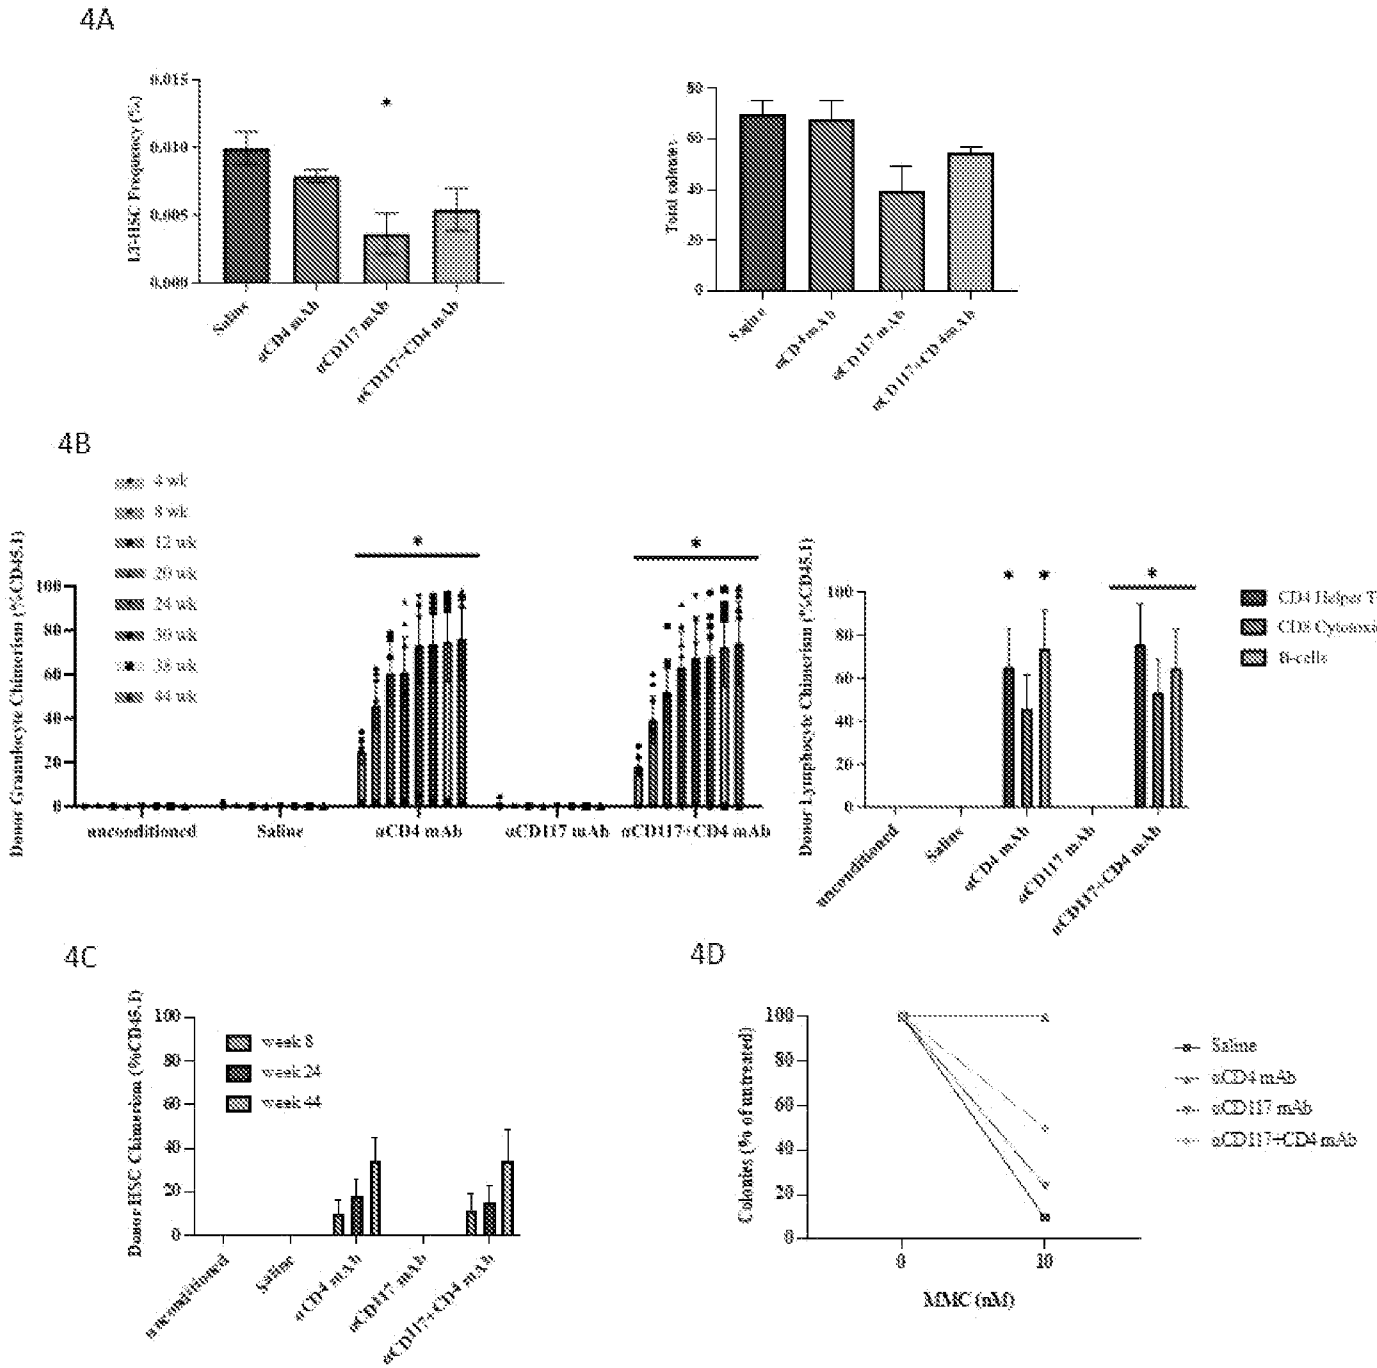 4A
LT-HSC Frequency (%)
0.015
0.010
0.005
0.000
*
Saline
αCD4 mAb
αCD117 mAb
αCD117+CD4 mAb
Total colonies
80
60
40
20
0
Saline
αCD4 mAb
αCD117 mAb
αCD117+CD4mAb
4B
4 wk
8 wk
12 wk
20 wk
24 wk
30 wk
38 wk
44 wk
Donor Granulocyte Chimerism (%CD45.1)
100
80
60
40
20
0
*
*
unconditioned
Saline
αCD4 mAb
αCD117 mAb
αCD117+CD4 mAb
Donor Lymphocyte Chimerism (%CD45.1)
100
80
60
40
20
0
* *
*
unconditioned
Saline
αCD4 mAb
αCD117 mAb
αCD117+CD4 mAb
CD4 Helper T
CD8 Cytotoxi
B-cells
4C
Donor HSC Chimerism (%CD45.1)
100
80
60
40
20
0
week 8
week 24
week 44
unconditioned
Saline
αCD4 mAb
αCD117 mAb
αCD117+CD4 mAb
4D
Colonies (% of untreated)
100
80
60
40
20
0
0
10
MMC (nM)
Saline
αCD4 mAb
αCD117 mAb
αCD117+CD4 mAb